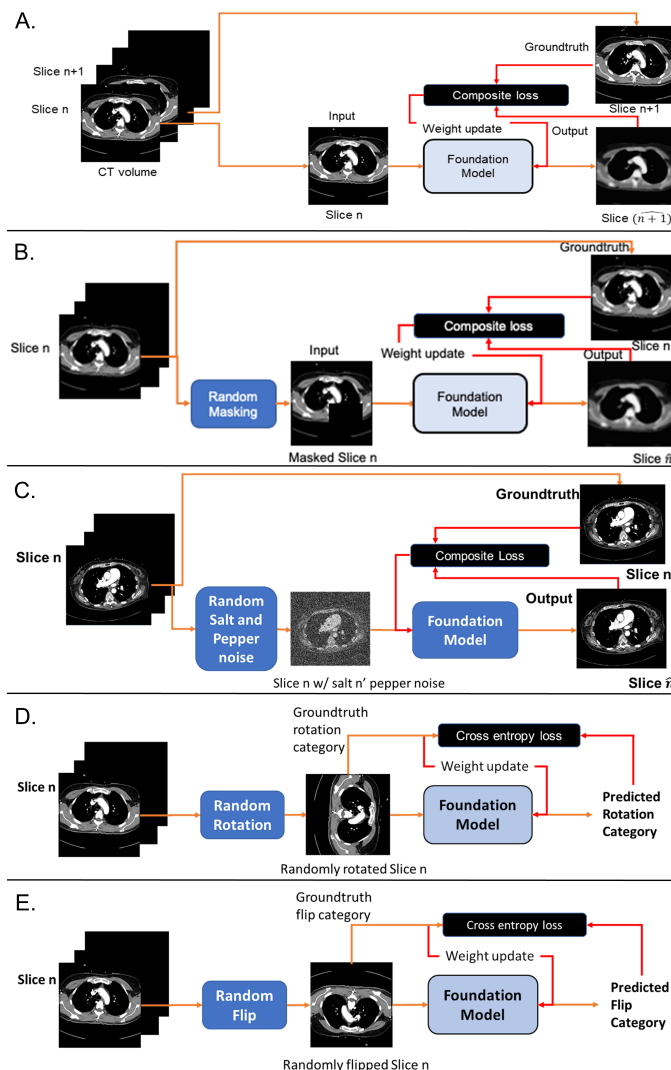 A.
Groundtruth
Slice n+1
Slice n
Composite loss
Slice n+1
Input
Weight update
Output
Foundation
Model
CT volume
Slice n
Slice (n + 1)̂
B.
Groundtruth
Composite loss
Slice n
Slice n
Input
Weight update
Output
Random
Masking
Foundation
Model
Masked Slice n
Slice n̂
C.
Groundtruth
Slice n
Composite Loss
Slice n
Output
Random
Salt and
Pepper
noise
Foundation
Model
Slice n w/ salt n’ pepper noise
Slice n̂
D.
Groundtruth
rotation
category
Cross entropy loss
Weight update
Slice n
Random
Rotation
Foundation
Model
Predicted
Rotation
Category
Randomly rotated Slice n
E.
Groundtruth
flip category
Cross entropy loss
Weight update
Slice n
Random
Flip
Foundation
Model
Predicted
Flip
Category
Randomly flipped Slice n